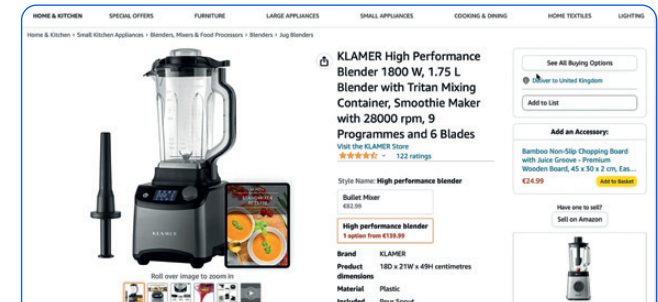 HOME & KITCHEN SPECIAL OFFERS FURNITURE LARGE APPLIANCES SMALL APPLIANCES COOKING & DINING HOME TEXTILES LIGHTING
Home & Kitchen › Small Kitchen Appliances › Blenders, Mixers & Food Processors › Blenders › Jug Blenders
KLAMER
Roll over image to zoom in
KLAMER High Performance
Blender 1800 W, 1.75 L
Blender with Tritan Mixing
Container, Smoothie Maker
with 28000 rpm, 9
Programmes and 6 Blades
Visit the KLAMER Store
122 ratings
Style Name: High performance blender
Bullet Mixer
€82.99
High performance blender
1 option from €139.99
Brand KLAMER
Product dimensions 18D x 21W x 49H centimetres
Material Plastic
Included Pour Spout
See All Buying Options
Deliver to United Kingdom
Add to List
Add an Accessory:
Bamboo Non-Slip Chopping Board
with Juice Groove - Premium
Wooden Board, 45 x 30 x 2 cm, Eas...
€24.99 Add to Basket
Have one to sell?
Sell on Amazon